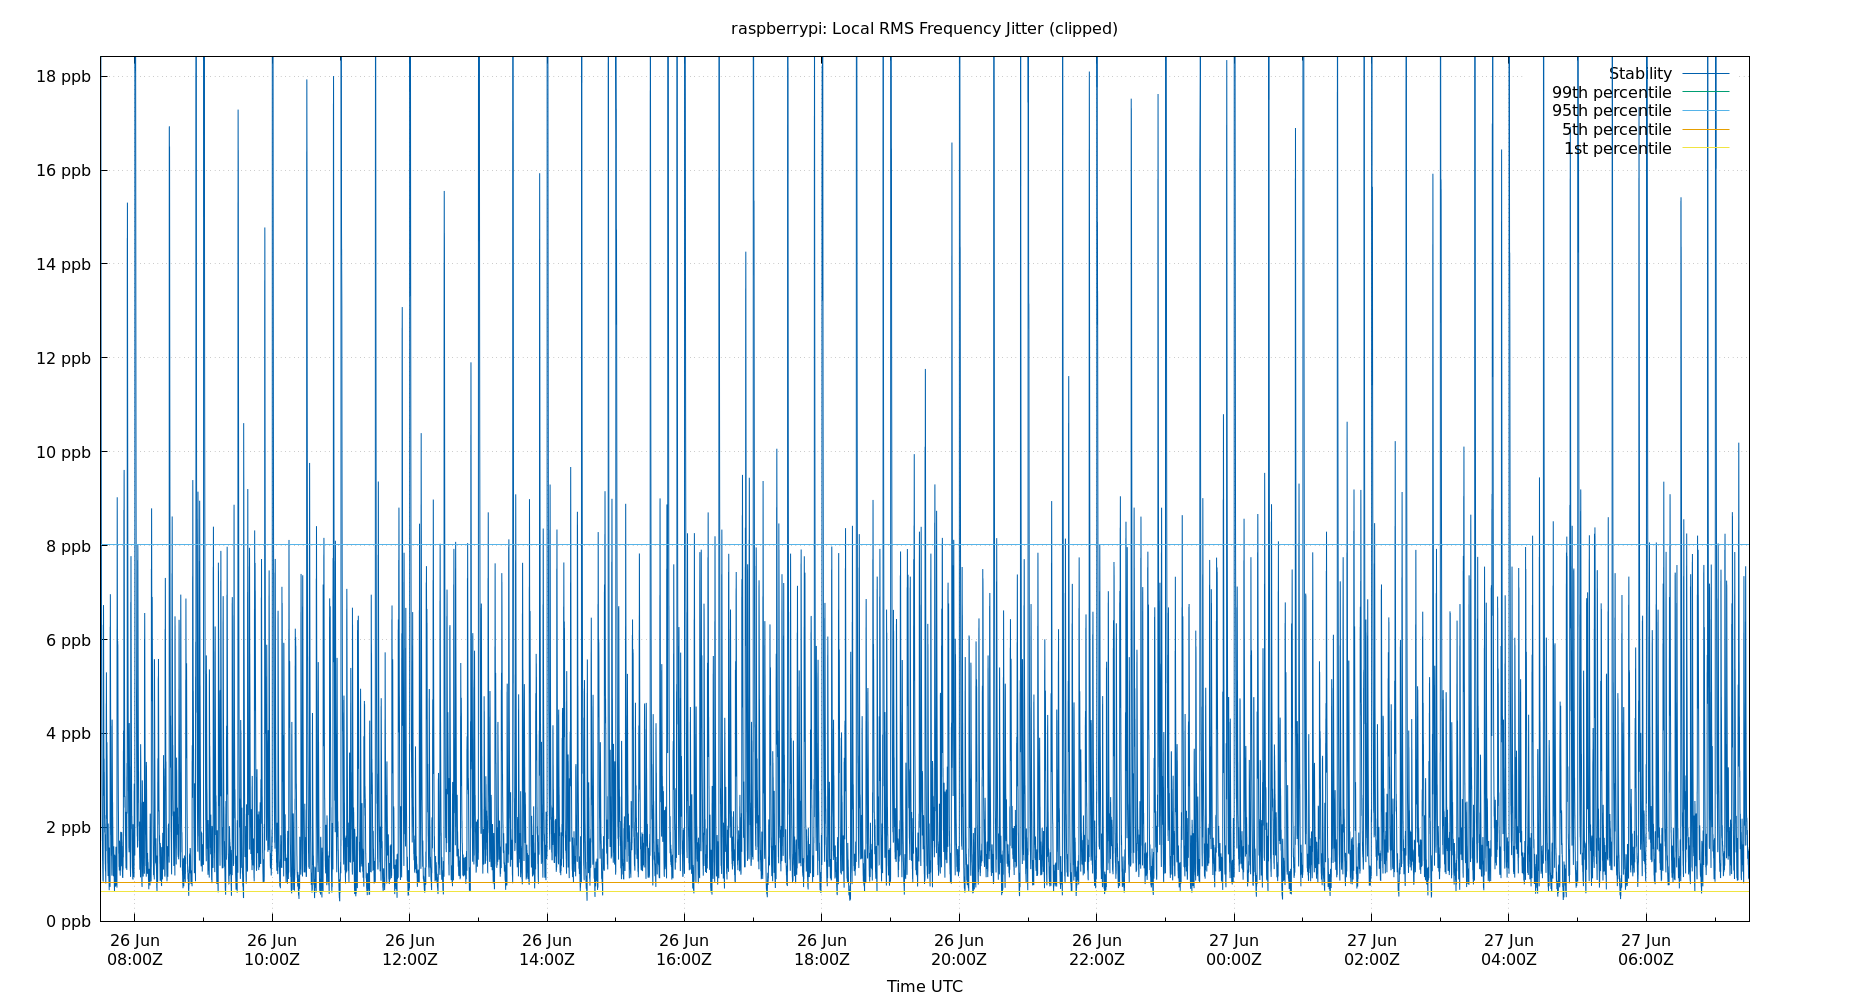 raspberrypi: Local RMS Frequency Jitter (clipped)
18 ppb
16 ppb
14 ppb
12 ppb
10 ppb
8 ppb
6 ppb
4 ppb
2 ppb
0 ppb
Stability
99th percentile
95th percentile
5th percentile
1st percentile
26 Jun 26 Jun 26 Jun 26 Jun 26 Jun 26 Jun 26 Jun 26 Jun 27 Jun 27 Jun 27 Jun 27 Jun
08:00Z 10:00Z 12:00Z 14:00Z 16:00Z 18:00Z 20:00Z 22:00Z 00:00Z 02:00Z 04:00Z 06:00Z
Time UTC